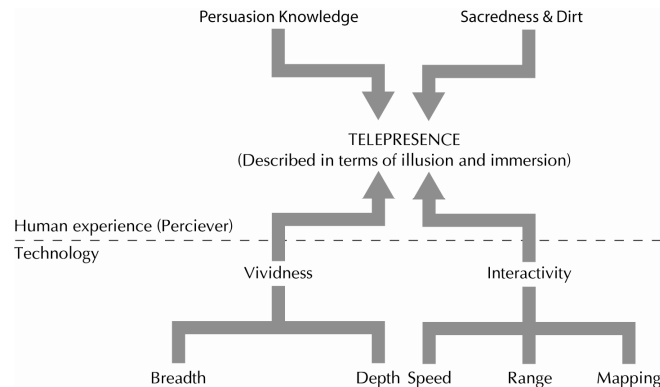 Persuasion Knowledge
Sacredness & Dirt
TELEPRESENCE
(Described in terms of illusion and immersion)
Human experience (Perciever)
Technology
Vividness
Interactivity
Breadth
Depth
Speed
Range
Mapping